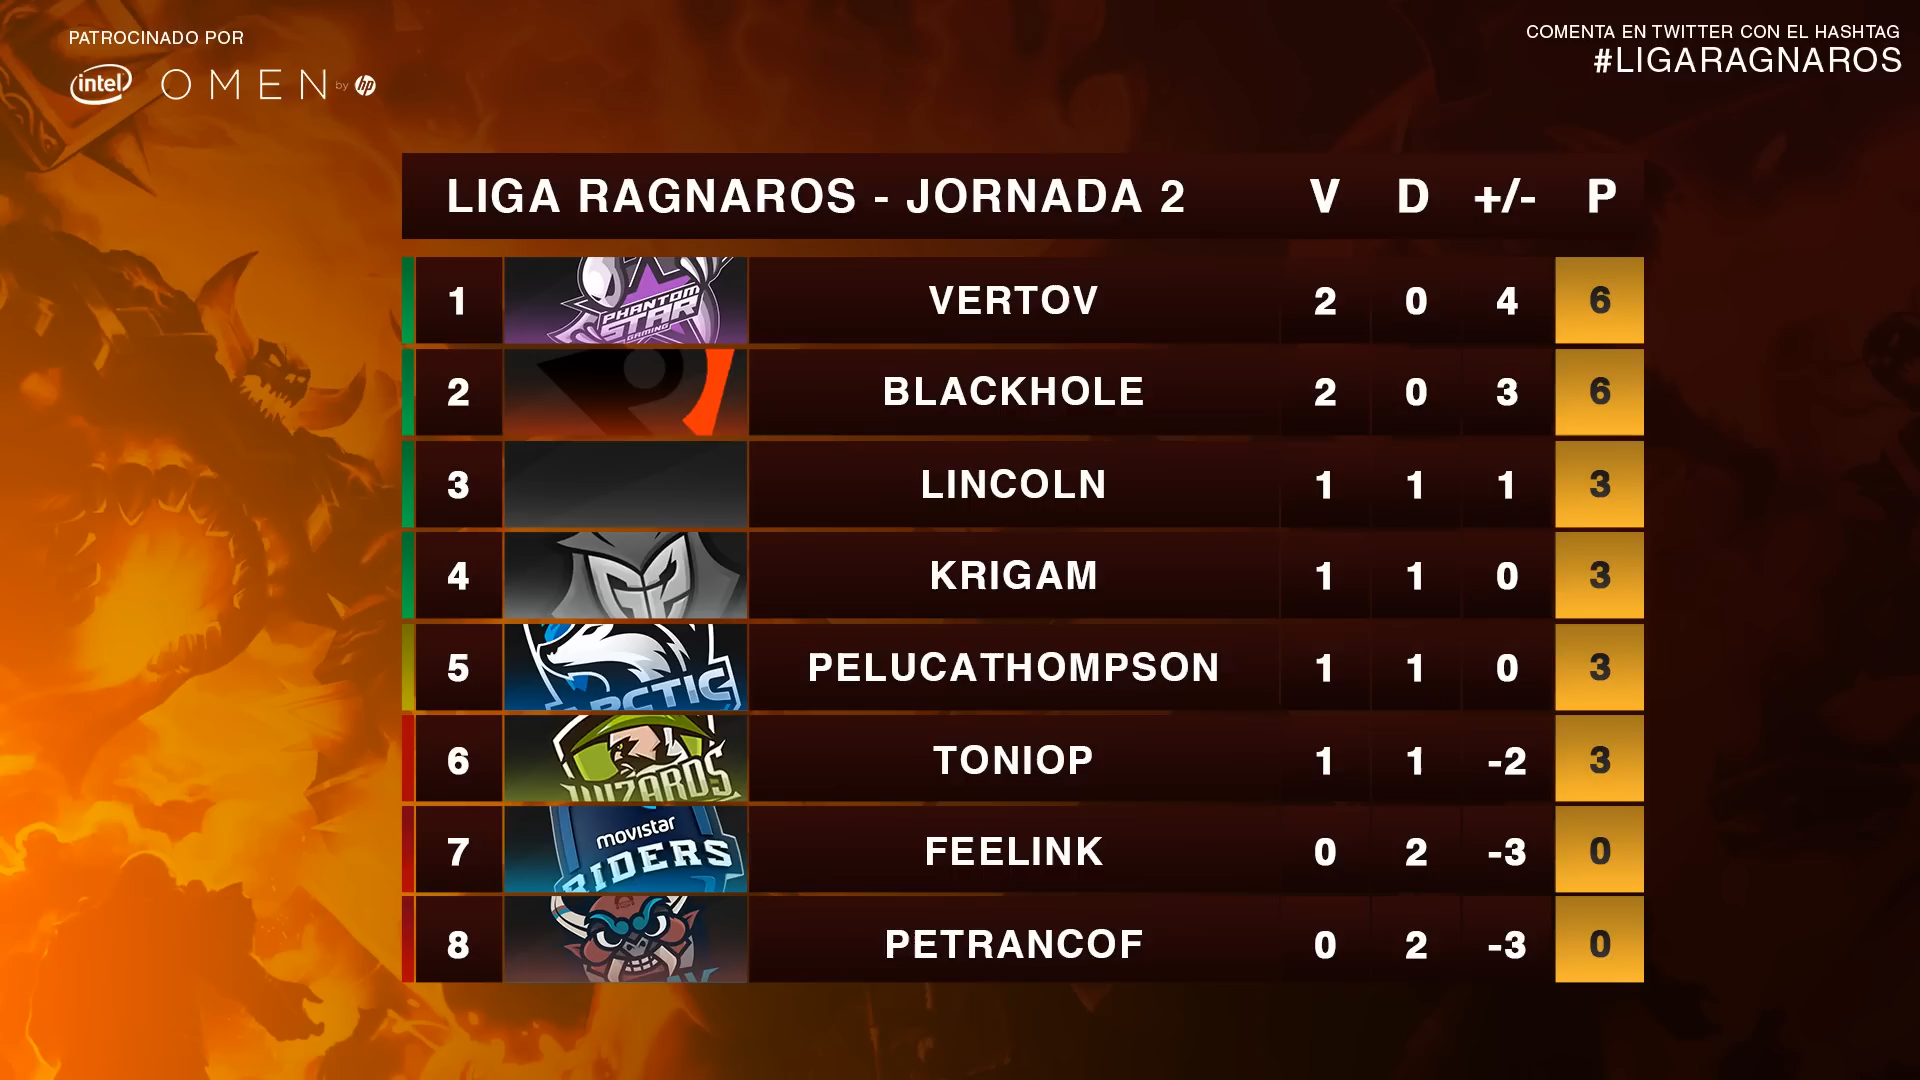 PATROCINADO POR
intel OMEN by hp
COMENTA EN TWITTER CON EL HASHTAG
#LIGARAGNAROS
LIGA RAGNAROS - JORNADA 2 V D +/- P
1 PHANTOM STAR GAMING VERTOV 2 0 4 6
2 BLACKHOLE 2 0 3 6
3 LINCOLN 1 1 1 3
4 KRIGAM 1 1 0 3
5 ARCTIC PELUCATHOMPSON 1 1 0 3
6 WIZARDS TONIOP 1 1 -2 3
7 movistar RIDERS FEELINK 0 2 -3 0
8 PETRANCOF 0 2 -3 0